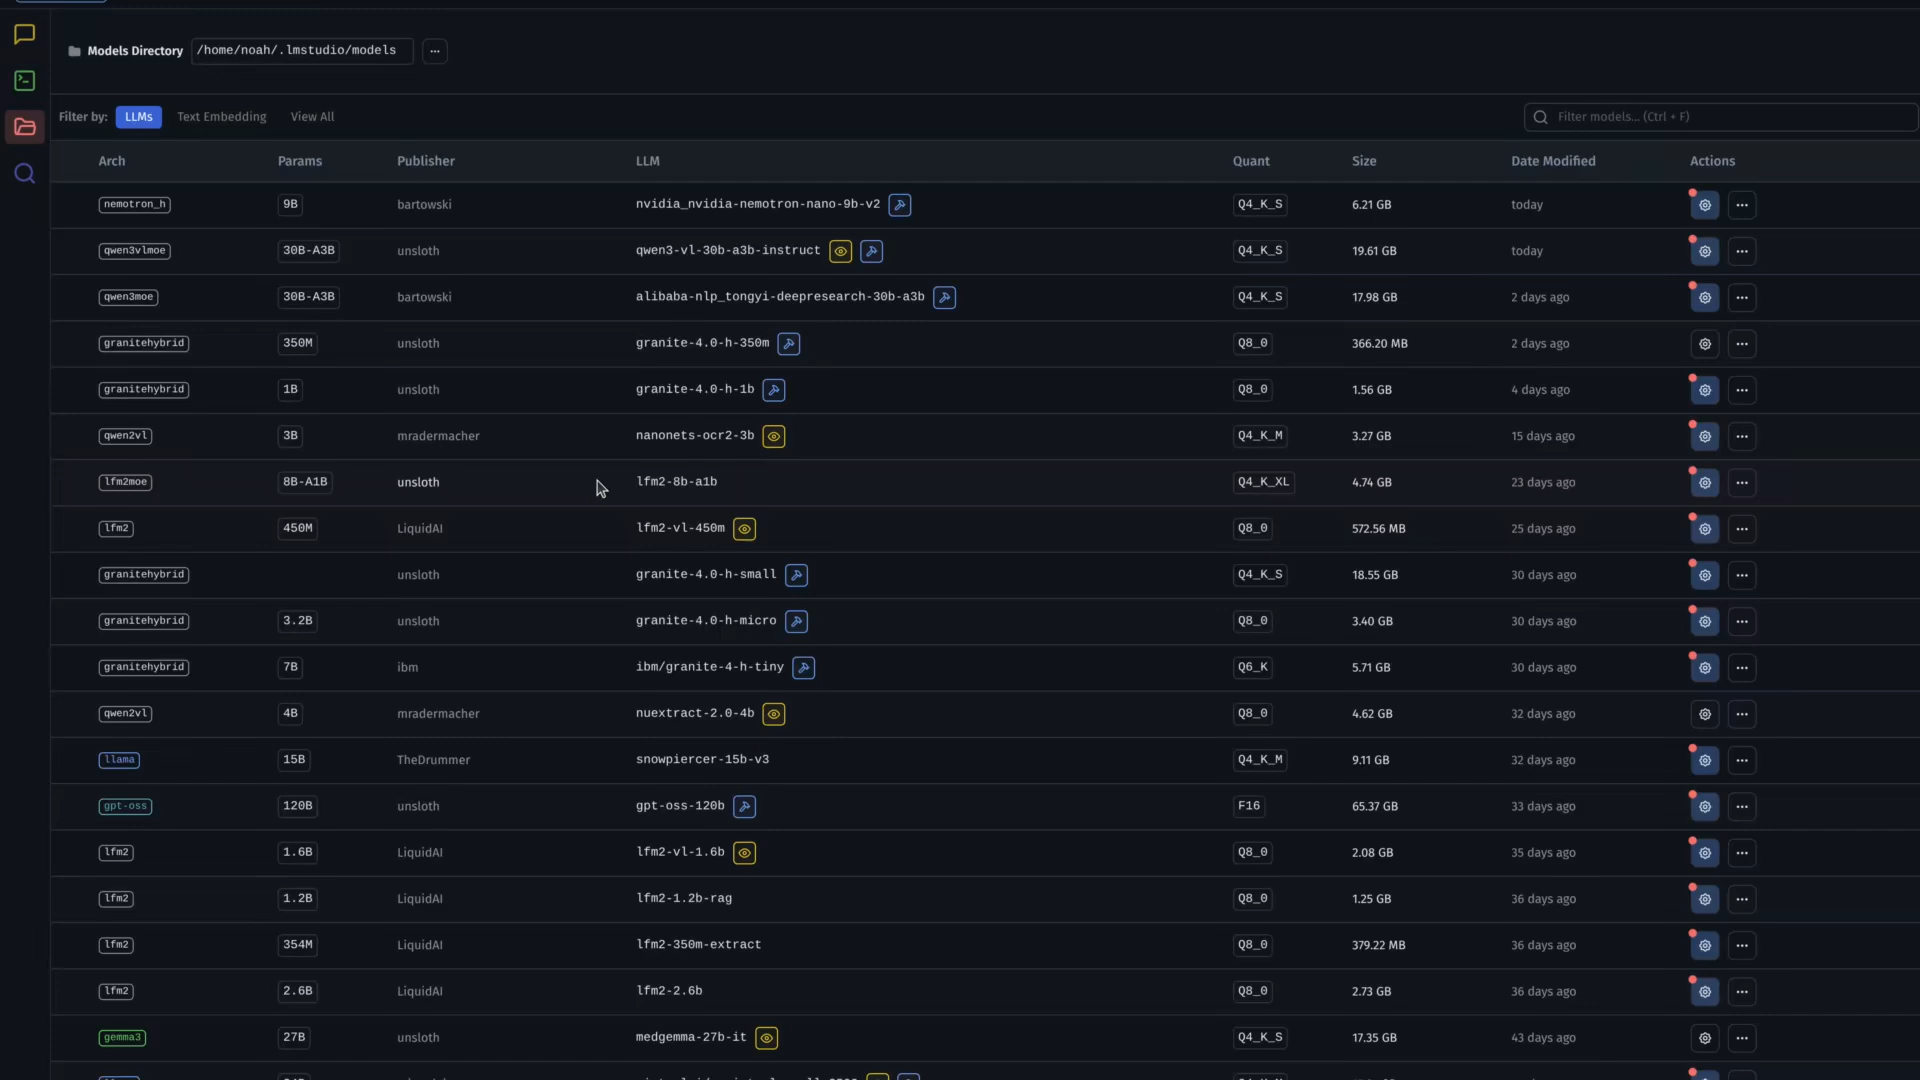 Models Directory /home/noah/.lmstudio/models ...
Filter by: LLMs Text Embedding View All Filter models... (Ctrl + F)
Arch Params Publisher LLM Quant Size Date Modified Actions
nemotron_h 9B bartowski nvidia_nvidia-nemotron-nano-9b-v2 Q4_K_S 6.21 GB today
qwen3vlmoe 30B-A3B unsloth qwen3-vl-30b-a3b-instruct Q4_K_S 19.61 GB today
qwen3moe 30B-A3B bartowski alibaba-nlp_tongyi-deepresearch-30b-a3b Q4_K_S 17.98 GB 2 days ago
granitehybrid 350M unsloth granite-4.0-h-350m Q8_0 366.20 MB 2 days ago
granitehybrid 1B unsloth granite-4.0-h-1b Q8_0 1.56 GB 4 days ago
qwen2vl 3B mradermacher nanonets-ocr2-3b Q4_K_M 3.27 GB 15 days ago
lfm2moe 8B-A1B unsloth lfm2-8b-a1b Q4_K_XL 4.74 GB 23 days ago
lfm2 450M LiquidAI lfm2-vl-450m Q8_0 572.56 MB 25 days ago
granitehybrid unsloth granite-4.0-h-small Q4_K_S 18.55 GB 30 days ago
granitehybrid 3.2B unsloth granite-4.0-h-micro Q8_0 3.40 GB 30 days ago
granitehybrid 7B ibm ibm/granite-4-h-tiny Q6_K 5.71 GB 30 days ago
qwen2vl 4B mradermacher nuextract-2.0-4b Q8_0 4.62 GB 32 days ago
llama 15B TheDrummer snowpiercer-15b-v3 Q4_K_M 9.11 GB 32 days ago
gpt-oss 120B unsloth gpt-oss-120b F16 65.37 GB 33 days ago
lfm2 1.6B LiquidAI lfm2-vl-1.6b Q8_0 2.08 GB 35 days ago
lfm2 1.2B LiquidAI lfm2-1.2b-rag Q8_0 1.25 GB 36 days ago
lfm2 354M LiquidAI lfm2-350m-extract Q8_0 379.22 MB 36 days ago
lfm2 2.6B LiquidAI lfm2-2.6b Q8_0 2.73 GB 36 days ago
gemma3 27B unsloth medgemma-27b-it Q4_K_S 17.35 GB 43 days ago